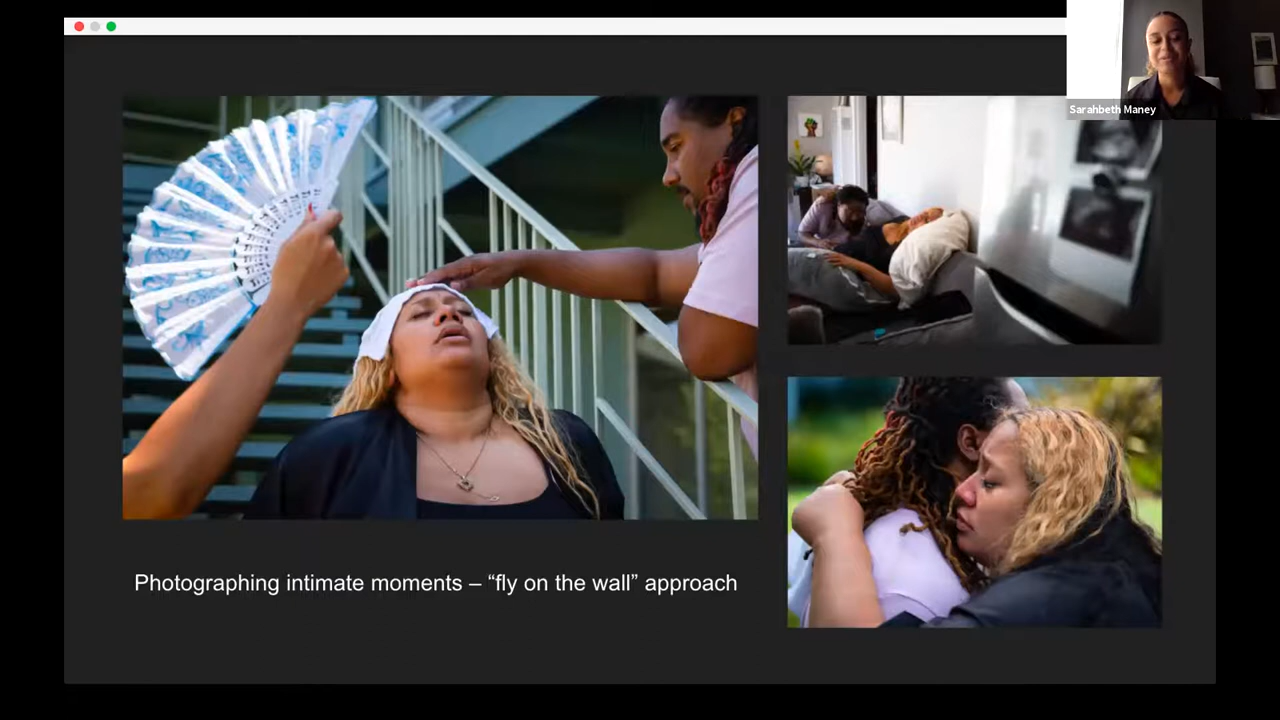 Sarahbeth Maney
Photographing intimate moments – “fly on the wall” approach